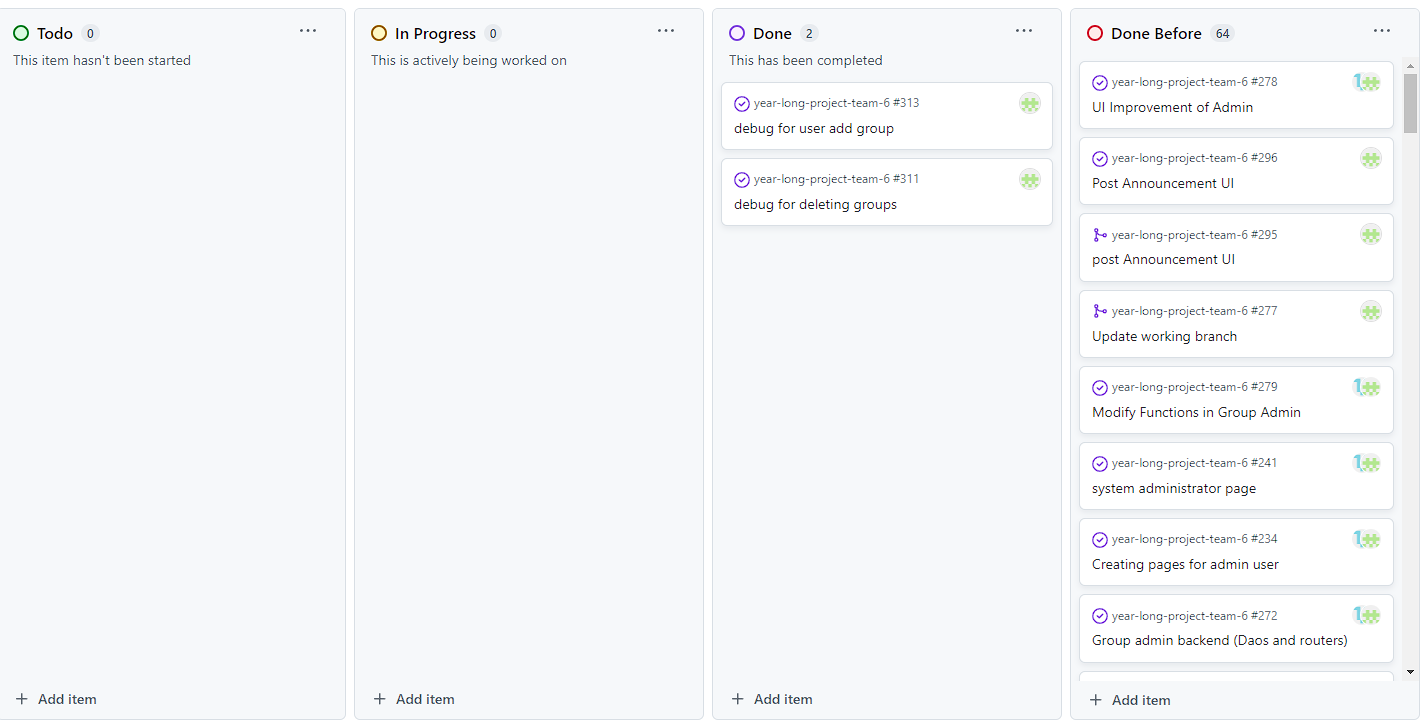 Todo 0
This item hasn't been started
Add item
In Progress 0
This is actively being worked on
Add item
Done 2
This has been completed
year-long-project-team-6 #313
debug for user add group
year-long-project-team-6 #311
debug for deleting groups
Add item
Done Before 64
year-long-project-team-6 #278
UI Improvement of Admin
year-long-project-team-6 #296
Post Announcement UI
year-long-project-team-6 #295
post Announcement UI
year-long-project-team-6 #277
Update working branch
year-long-project-team-6 #279
Modify Functions in Group Admin
year-long-project-team-6 #241
system administrator page
year-long-project-team-6 #234
Creating pages for admin user
year-long-project-team-6 #272
Group admin backend (Daos and routers)
Add item